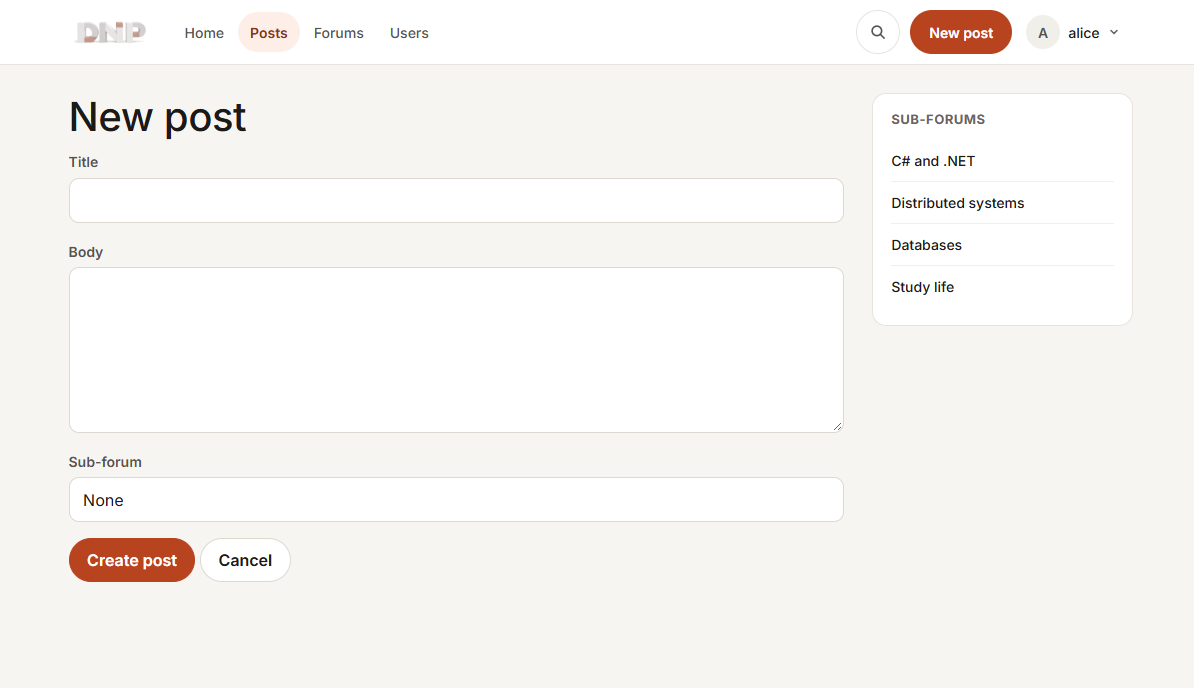 DNP
Home
Posts
Forums
Users
New post
A
alice
New post
Title
Body
Sub-forum
None
Create post
Cancel
SUB-FORUMS
C# and .NET
Distributed systems
Databases
Study life